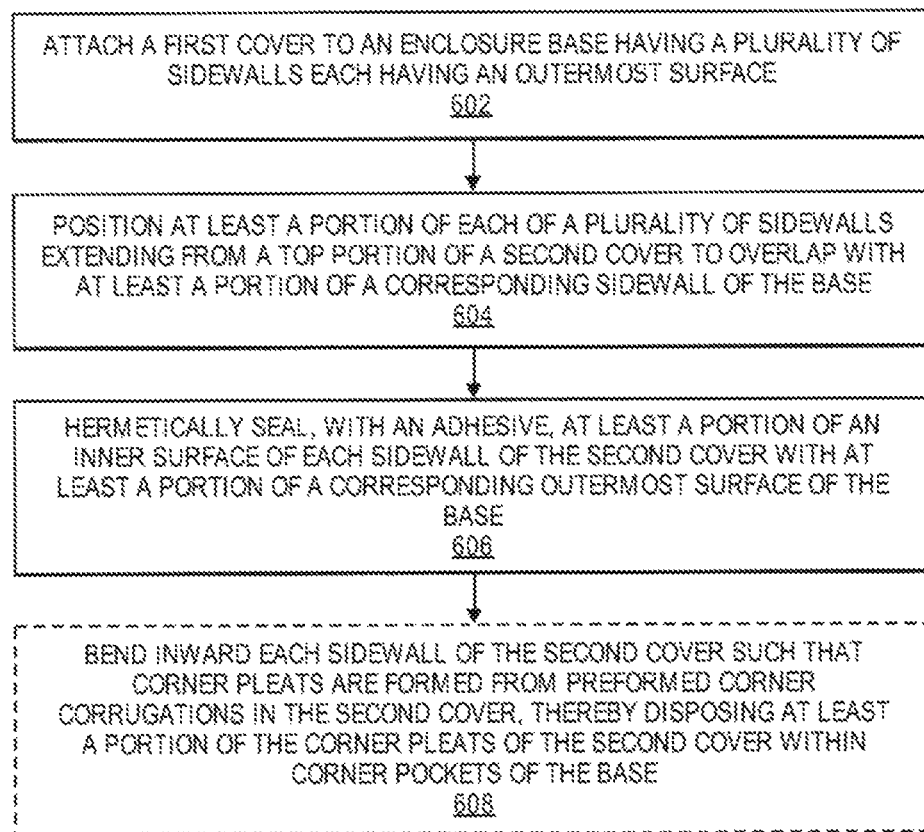 ATTACH A FIRST COVER TO AN ENCLOSURE BASE HAVING A PLURALITY OF
SIDEWALLS EACH HAVING AN OUTERMOST SURFACE
602
POSITION AT LEAST A PORTION OF EACH OF A PLURALITY OF SIDEWALLS
EXTENDING FROM A TOP PORTION OF A SECOND COVER TO OVERLAP WITH
AT LEAST A PORTION OF A CORRESPONDING SIDEWALL OF THE BASE
604
HERMETICALLY SEAL, WITH AN ADHESIVE, AT LEAST A PORTION OF AN
INNER SURFACE OF EACH SIDEWALL OF THE SECOND COVER WITH AT
LEAST A PORTION OF A CORRESPONDING OUTERMOST SURFACE OF THE
BASE
606
BEND INWARD EACH SIDEWALL OF THE SECOND COVER SUCH THAT
CORNER PLEATS ARE FORMED FROM PREFORMED CORNER
CORRUGATIONS IN THE SECOND COVER, THEREBY DISPOSING AT LEAST
A PORTION OF THE CORNER PLEATS OF THE SECOND COVER WITHIN
CORNER POCKETS OF THE BASE
608